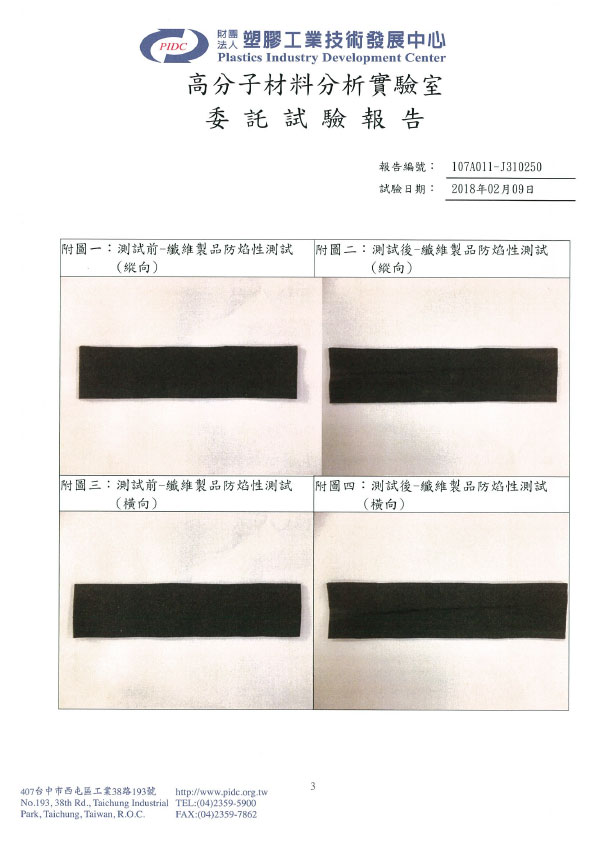 PIDC
財團法人 塑膠工業技術發展中心
Plastics Industry Development Center
高分子材料分析實驗室
委託試驗報告
報告編號： 107A011-J310250
試驗日期： 2018年02月09日
附圖一：測試前-纖維製品防焰性測試
(縱向)
附圖二：測試後-纖維製品防焰性測試
(縱向)
附圖三：測試前-纖維製品防焰性測試
(橫向)
附圖四：測試後-纖維製品防焰性測試
(橫向)
407台中市西屯區工業38路193號
No.193, 38th Rd., Taichung Industrial
Park, Taichung, Taiwan, R.O.C.
http://www.pidc.org.tw
TEL:(04)2359-5900
FAX:(04)2359-7862
3